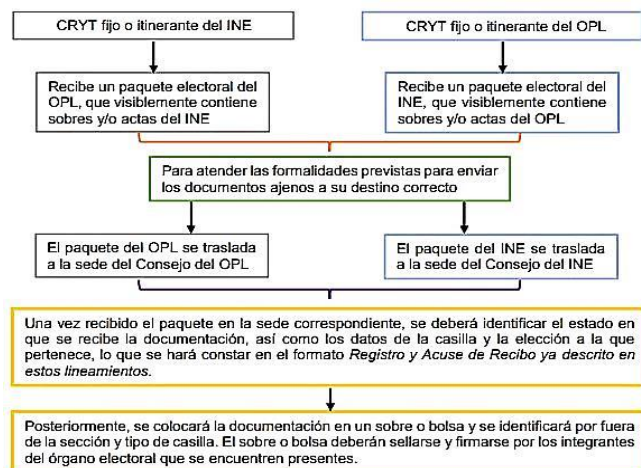 CRYT fijo o itinerante del INE
CRYT fijo o itinerante del OPL
Recibe un paquete electoral del
OPL, que visiblemente contiene
sobres y/o actas del INE
Recibe un paquete electoral del
INE, que visiblemente contiene
sobres y/o actas del OPL
Para atender las formalidades previstas para enviar
los documentos ajenos a su destino correcto
El paquete del OPL se traslada
a la sede del Consejo del OPL
El paquete del INE se traslada
a la sede del Consejo del INE
Una vez recibido el paquete en la sede correspondiente, se deberá identificar el estado en
que se recibe la documentación, así como los datos de la casilla y la elección a la que
pertenece, lo que se hará constar en el formato Registro y Acuse de Recibo ya descrito en
estos lineamientos.
Posteriormente, se colocará la documentación en un sobre o bolsa y se identificará por fuera
de la sección y tipo de casilla. El sobre o bolsa deberán sellarse y firmarse por los integrantes
del órgano electoral que se encuentren presentes.